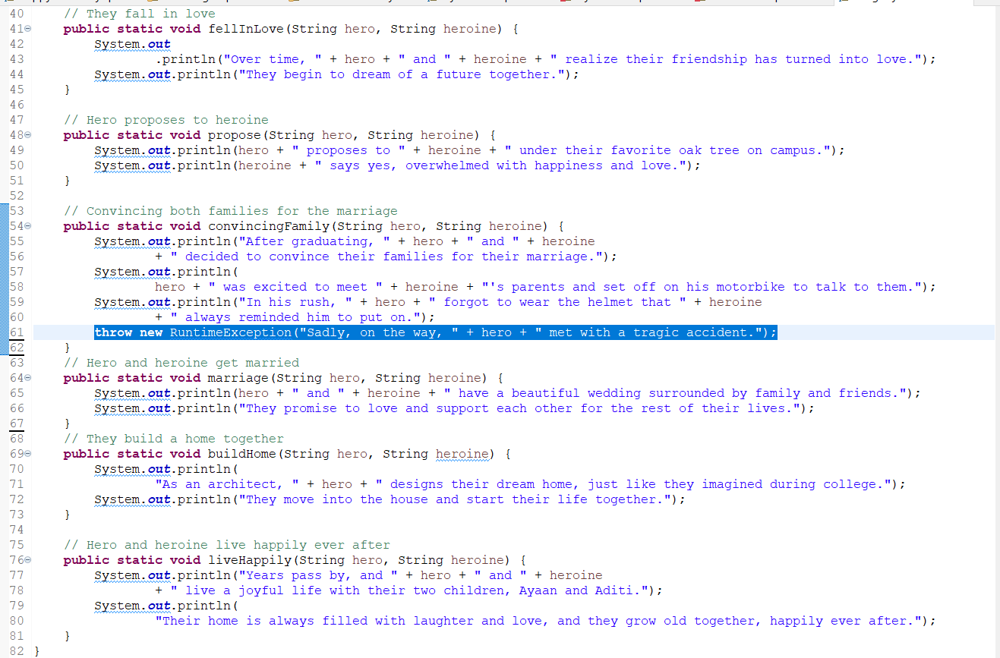 40 // They fall in love
41 public static void fellInLove(String hero, String heroine) {
42 System.out
43 .println("Over time, " + hero + " and " + heroine + " realize their friendship has turned into love.");
44 System.out.println("They begin to dream of a future together.");
45 }
46
47 // Hero proposes to heroine
48 public static void propose(String hero, String heroine) {
49 System.out.println(hero + " proposes to " + heroine + " under their favorite oak tree on campus.");
50 System.out.println(heroine + " says yes, overwhelmed with happiness and love.");
51 }
52
53 // Convincing both families for the marriage
54 public static void convincingFamily(String hero, String heroine) {
55 System.out.println("After graduating, " + hero + " and " + heroine
56 + " decided to convince their families for their marriage.");
57 System.out.println(
58 hero + " was excited to meet " + heroine + "'s parents and set off on his motorbike to talk to them.");
59 System.out.println("In his rush, " + hero + " forgot to wear the helmet that " + heroine
60 + " always reminded him to put on.");
61 throw new RuntimeException("Sadly, on the way, " + hero + " met with a tragic accident.");
62 }
63 // Hero and heroine get married
64 public static void marriage(String hero, String heroine) {
65 System.out.println(hero + " and " + heroine + " have a beautiful wedding surrounded by family and friends.");
66 System.out.println("They promise to love and support each other for the rest of their lives.");
67 }
68 // They build a home together
69 public static void buildHome(String hero, String heroine) {
70 System.out.println(
71 "As an architect, " + hero + " designs their dream home, just like they imagined during college.");
72 System.out.println("They move into the house and start their life together.");
73 }
74
75 // Hero and heroine live happily ever after
76 public static void liveHappily(String hero, String heroine) {
77 System.out.println("Years pass by, and " + hero + " and " + heroine
78 + " live a joyful life with their two children, Ayaan and Aditi.");
79 System.out.println(
80 "Their home is always filled with laughter and love, and they grow old together, happily ever after.");
81 }
82 }